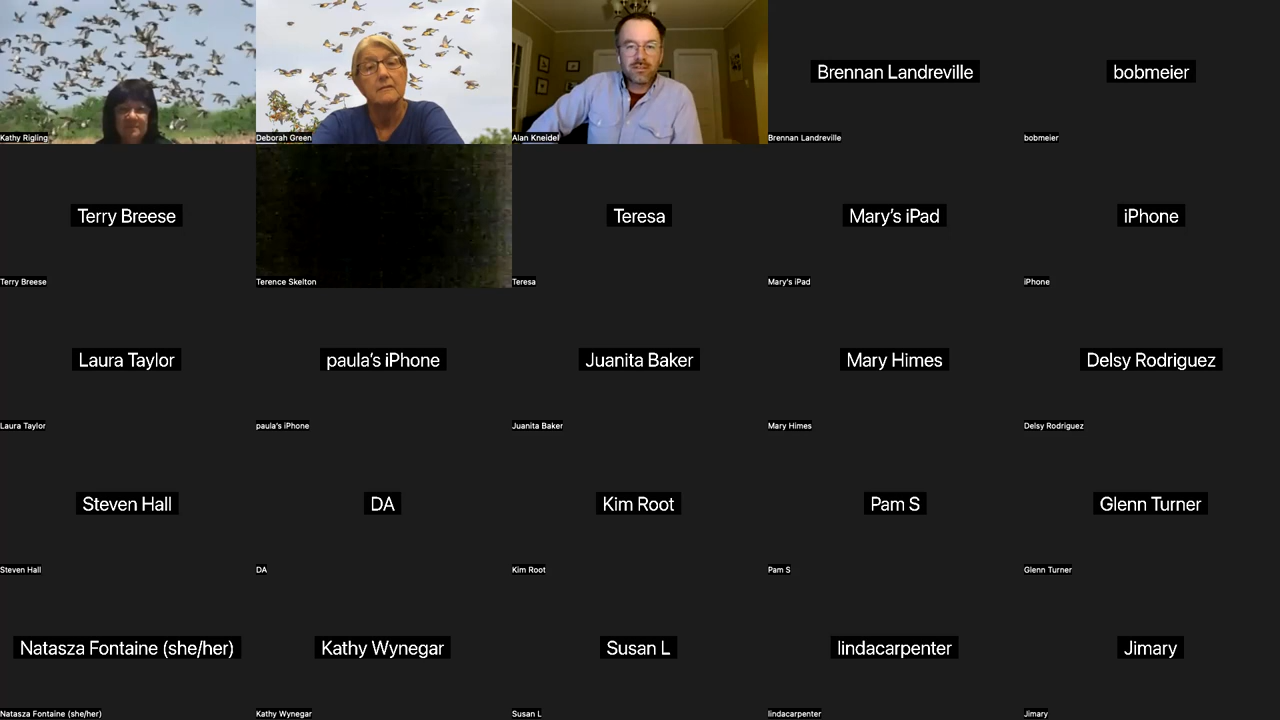 Kathy Rigling
Deborah Green
Alan Kneidel
Brennan Landreville
Brennan Landreville
bobmeier
bobmeier
Terry Breese
Terry Breese
Terence Skelton
Teresa
Teresa
Mary's iPad
Mary's iPad
iPhone
iPhone
Laura Taylor
Laura Taylor
paula's iPhone
paula's iPhone
Juanita Baker
Juanita Baker
Mary Himes
Mary Himes
Delsy Rodriguez
Delsy Rodriguez
Steven Hall
Steven Hall
DA
DA
Kim Root
Kim Root
Pam S
Pam S
Glenn Turner
Glenn Turner
Natasza Fontaine (she/her)
Natasza Fontaine (she/her)
Kathy Wynegar
Kathy Wynegar
Susan L
Susan L
lindacarpenter
lindacarpenter
Jimary
Jimary